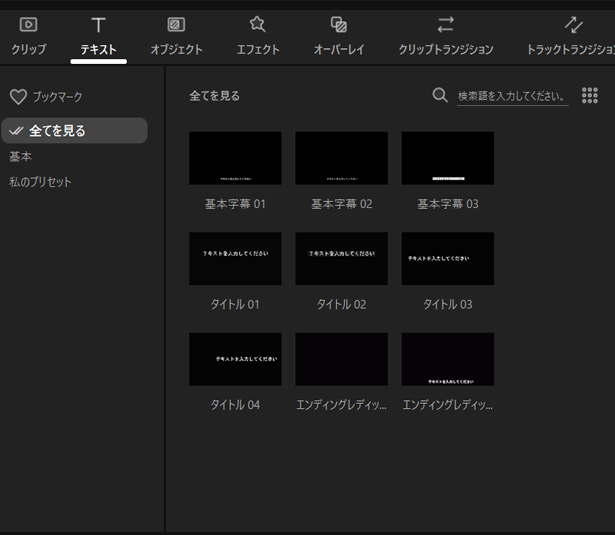 クリップ テキスト オブジェクト エフェクト オーバーレイ クリップトランジション トラックトランジショ
ブックマーク
全てを見る
基本
私のプリセット
全てを見る 検索語を入力してください。
基本字幕 01 基本字幕 02 基本字幕 03
テキストを入力してください テキストを入力してください テキストを入力してください
タイトル 01 タイトル 02 タイトル 03
テキストを入力してください テキストを入力してください
タイトル 04 エンディングレディッ... エンディングレディッ...